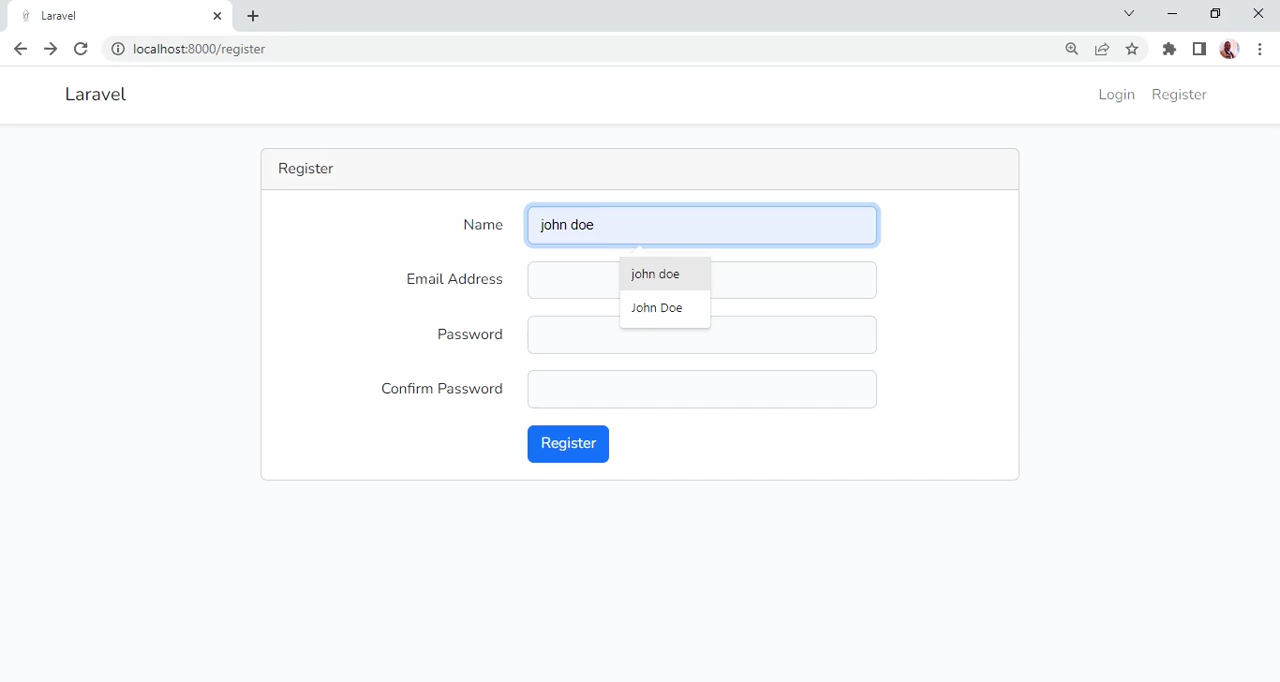 Laravel
localhost:8000/register
Laravel
Login Register
Register
Name john doe
john doe
Email Address
John Doe
Password
Confirm Password
Register